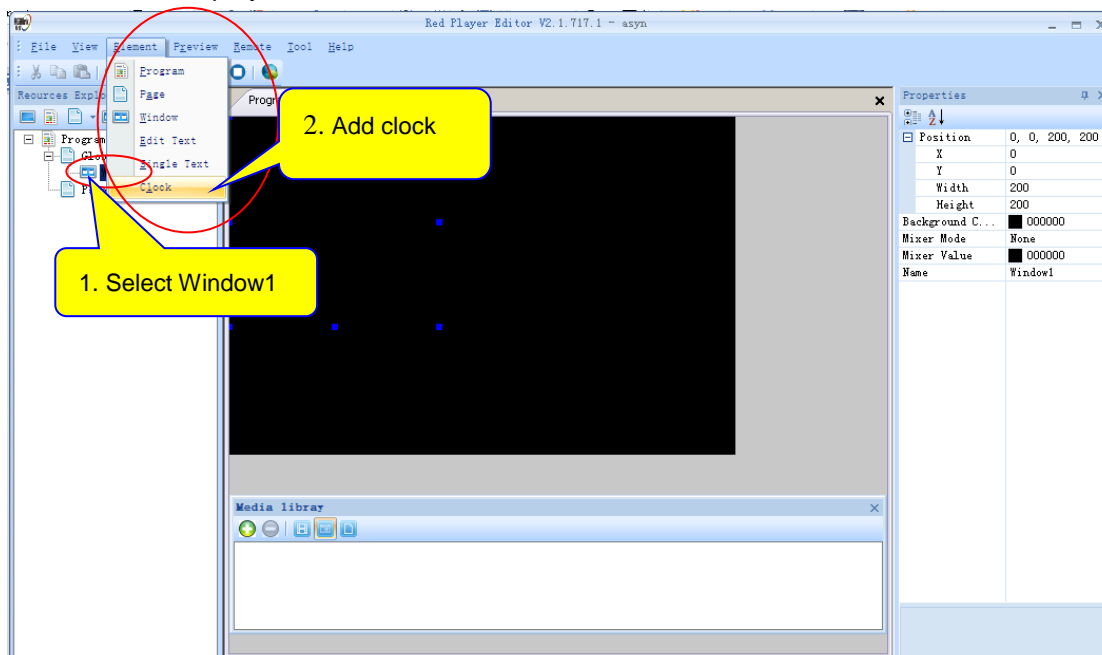 Red Player Editor V2.1.717.1 - asyn
File View Element Preview Remote Tool Help
Reources Explo
Program
Page
Window
Edit Text
Single Text
Clock
Program
Glo
P
Progr
2. Add clock
1. Select Window1
Properties
Position 0, 0, 200, 200
X 0
Y 0
Width 200
Height 200
Background C... 000000
Mixer Mode None
Mixer Value 000000
Name Window1
Media library